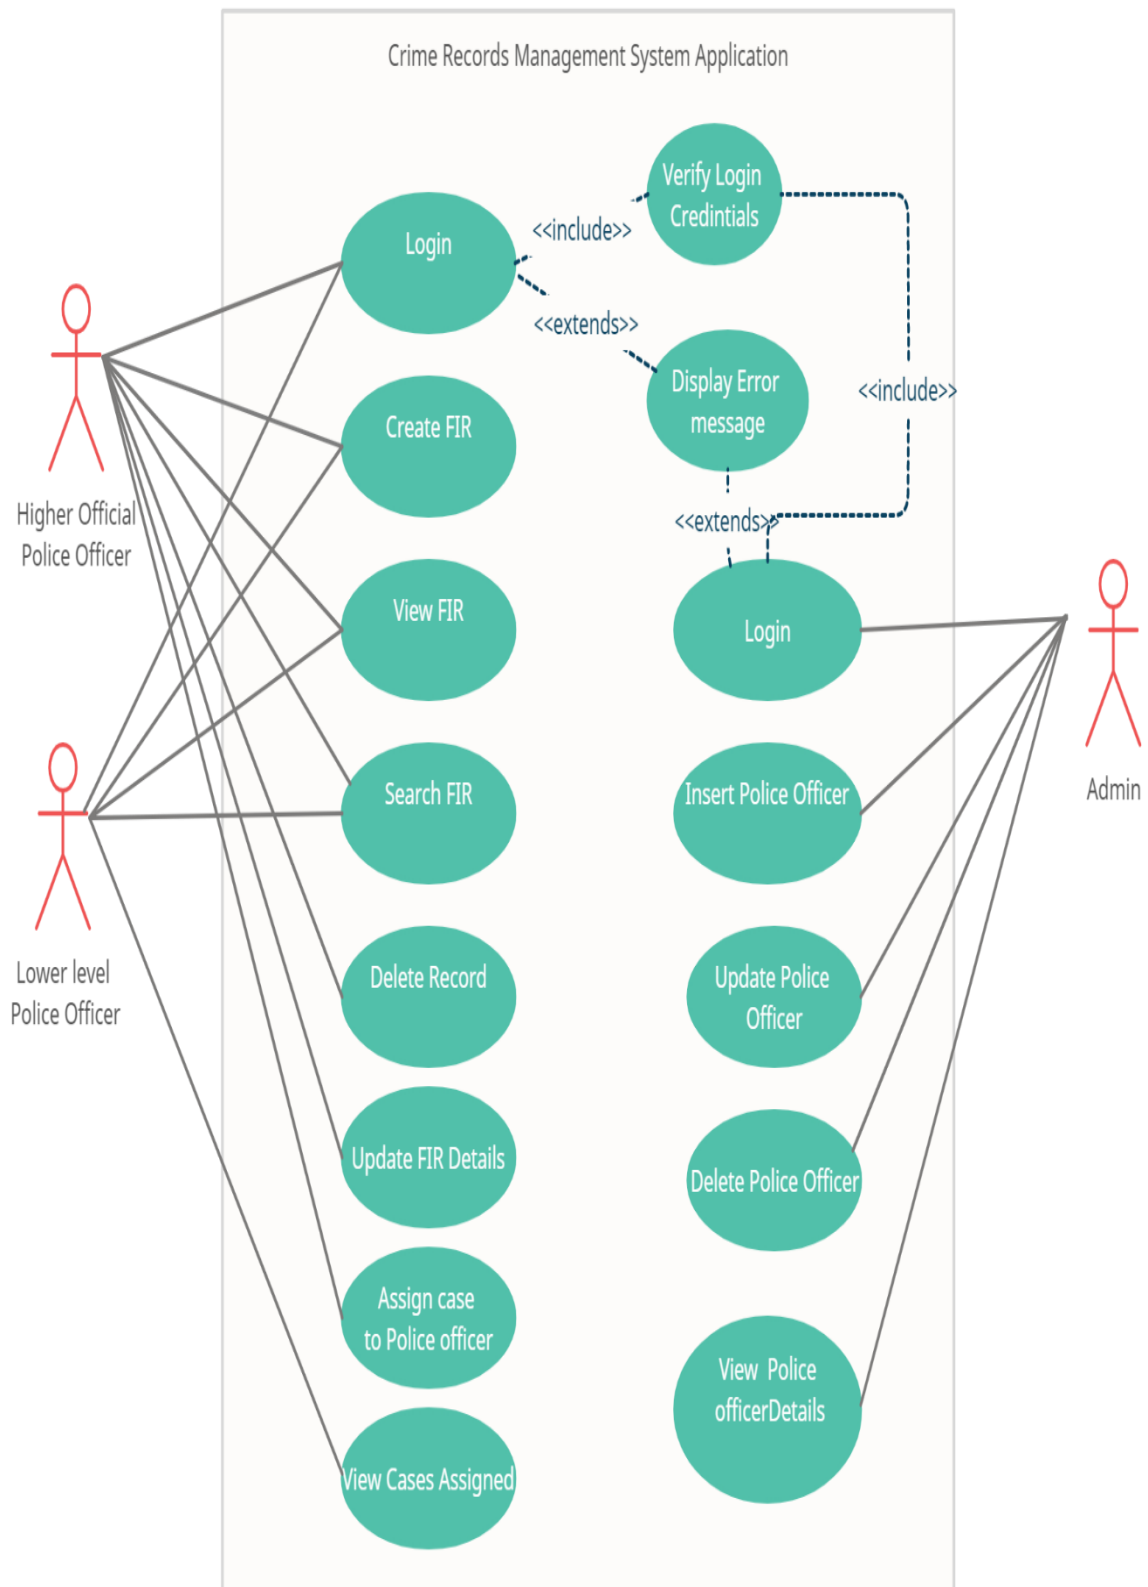 Crime Records Management System Application
Verify Login
Credintials
Login
<<include>>
<<extends>>
Display Error
message
<<include>>
Create FIR
Higher Official
Police Officer
<<extends>>
View FIR
Login
Search FIR
Insert Police Officer
Admin
Lower level
Police Officer
Delete Record
Update Police
Officer
Update FIR Details
Delete Police Officer
Assign case
to Police officer
View  Police
officerDetails
View Cases Assigned